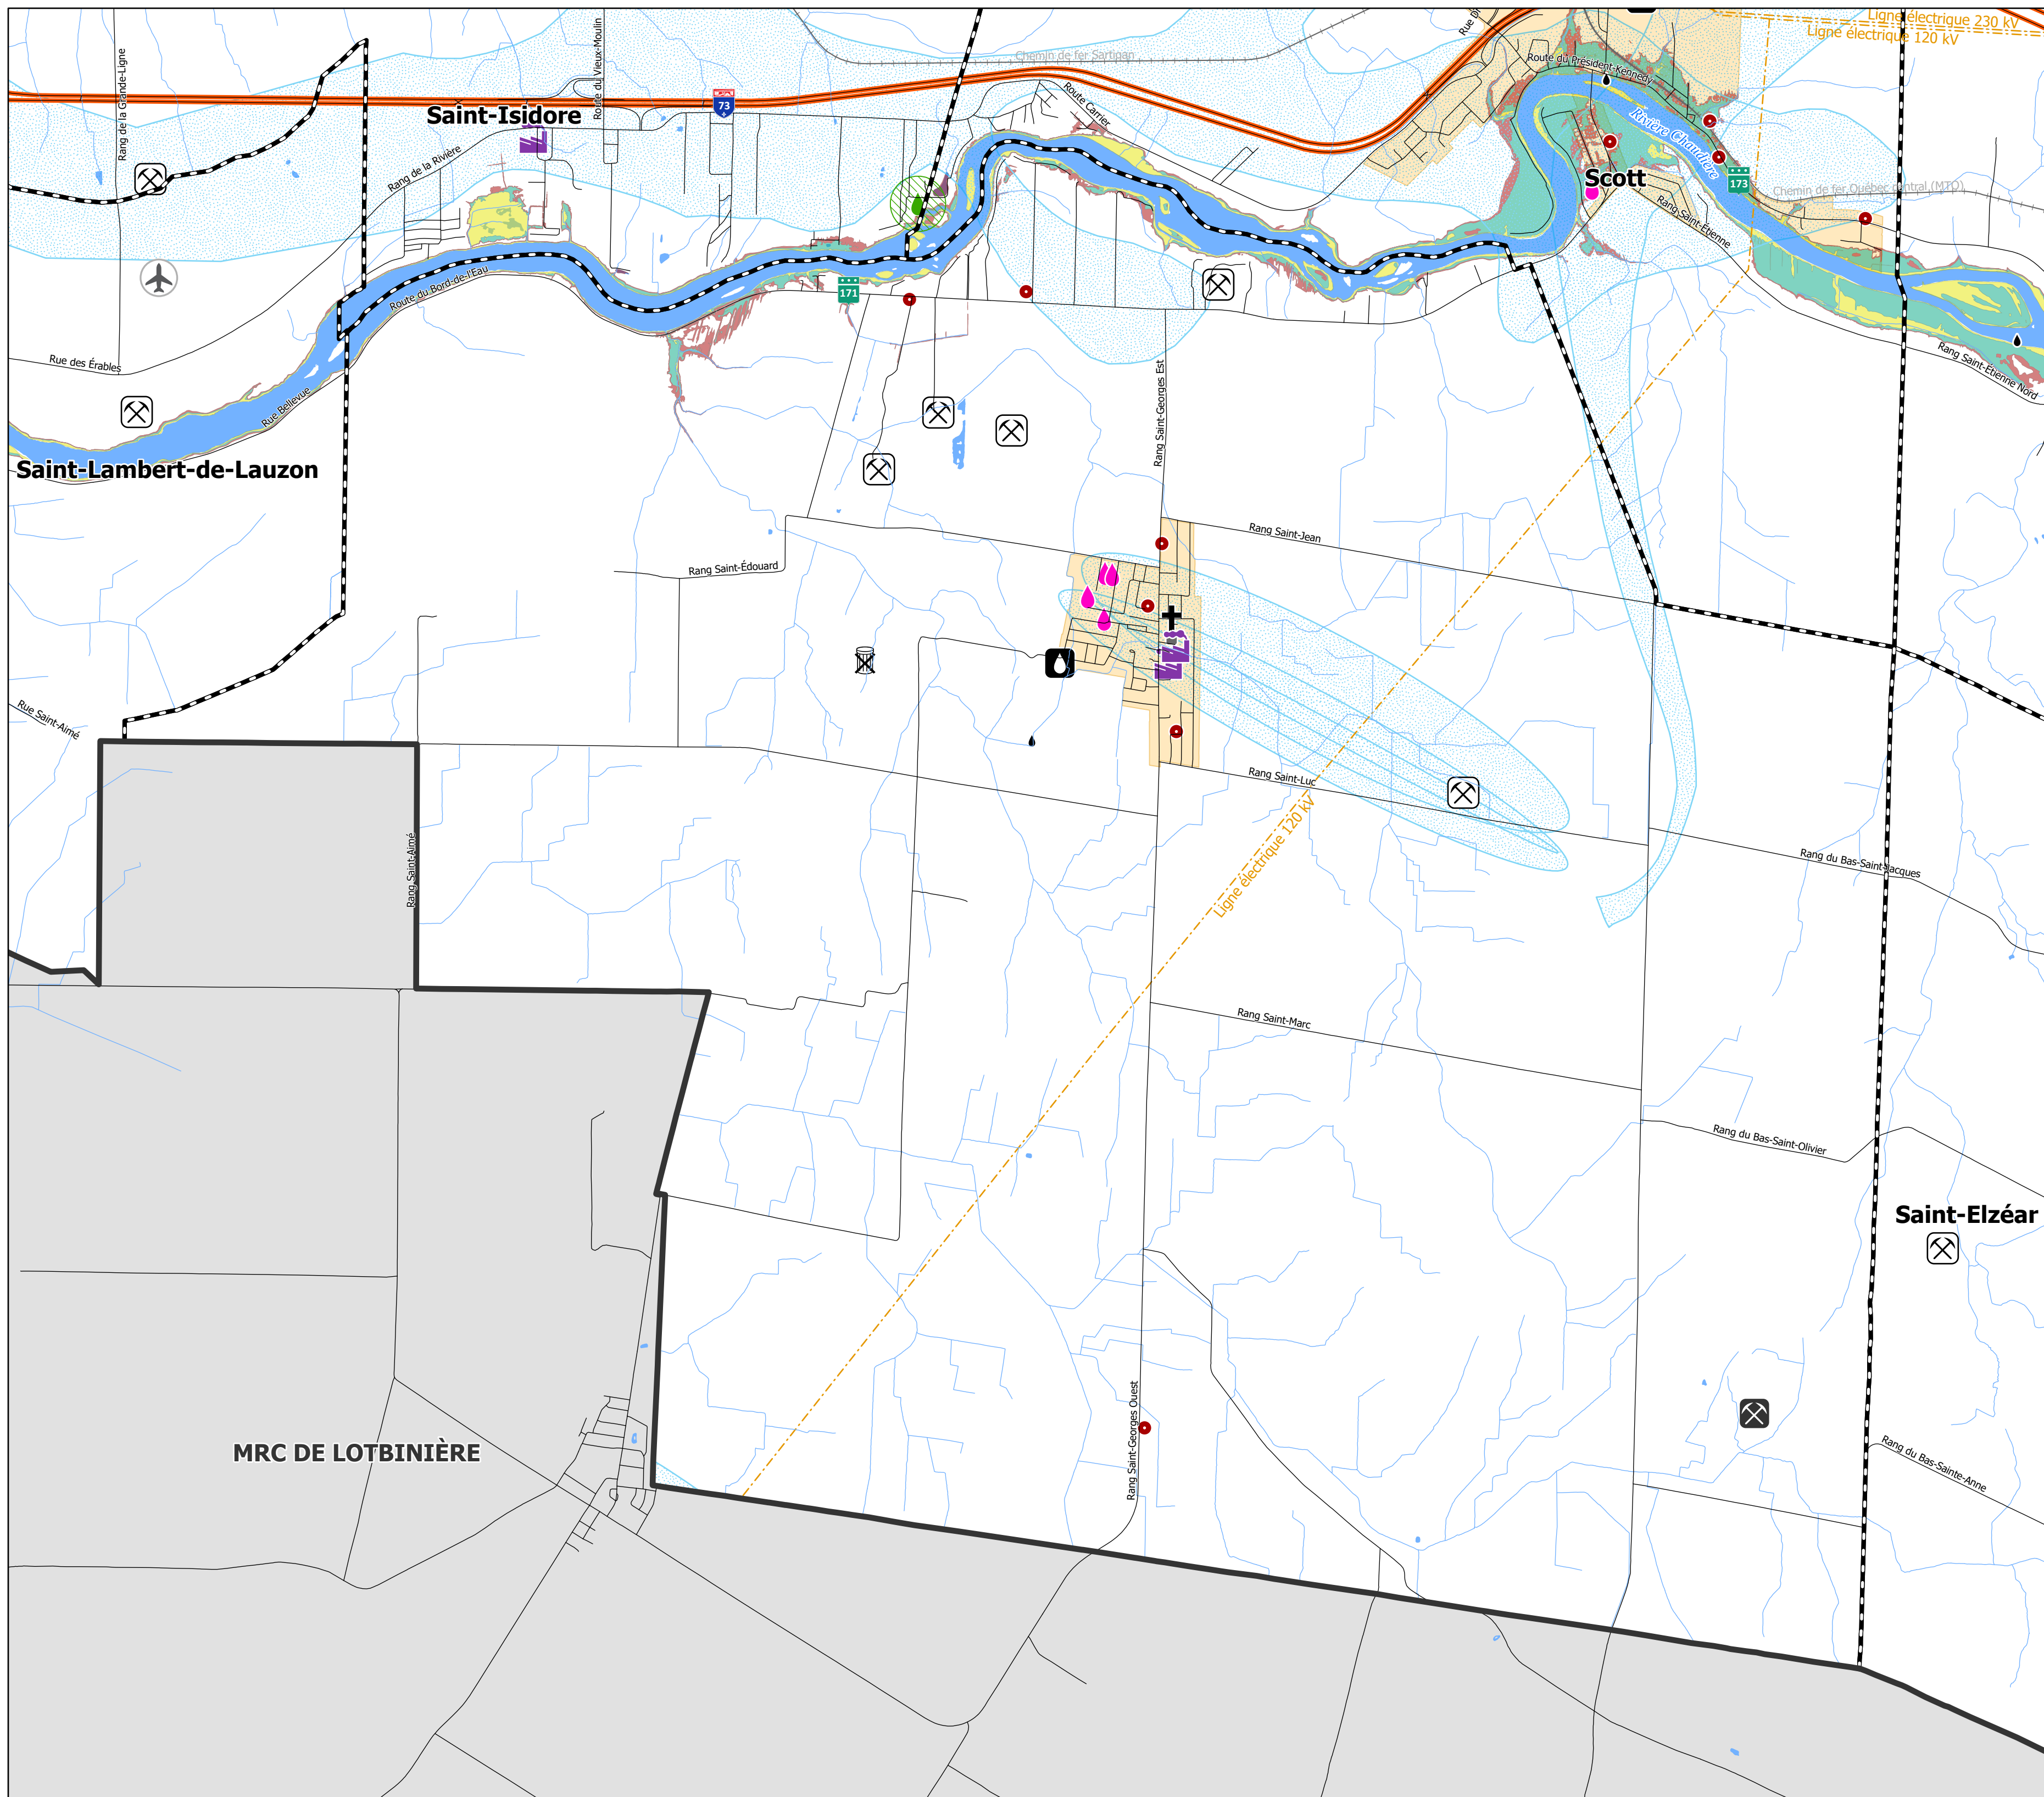 Ligne électrique 230 kV
Ligne électrique 120 kV
Chemin de fer Sartigan
Rang de la Grande-Ligne
Route du Vieux-Moulin
Route du Président-Kennedy
Route Carrier
73
Saint-Isidore
Rivière Chaudière
Rang de la Rivière
Scott
173
Chemin de fer Québec central (MTQ)
Rang Saint-Étienne
Route du Bord-de-l'Eau
171
Rue des Érables
Rue Bellevue
Rang Saint-Étienne Nord
Rang Saint-Georges Est
Saint-Lambert-de-Lauzon
Rang Saint-Jean
Rang Saint-Édouard
Rue Saint-Aimé
Rang Saint-Luc
Ligne électrique 120 kV
Rang Saint-Aimé
Rang du Bas-Saint-Jacques
Rang Saint-Marc
Rang du Bas-Saint-Olivier
Saint-Elzéar
Rang Saint-Georges Ouest
MRC DE LOTBINIÈRE
Rang du Bas-Sainte-Anne